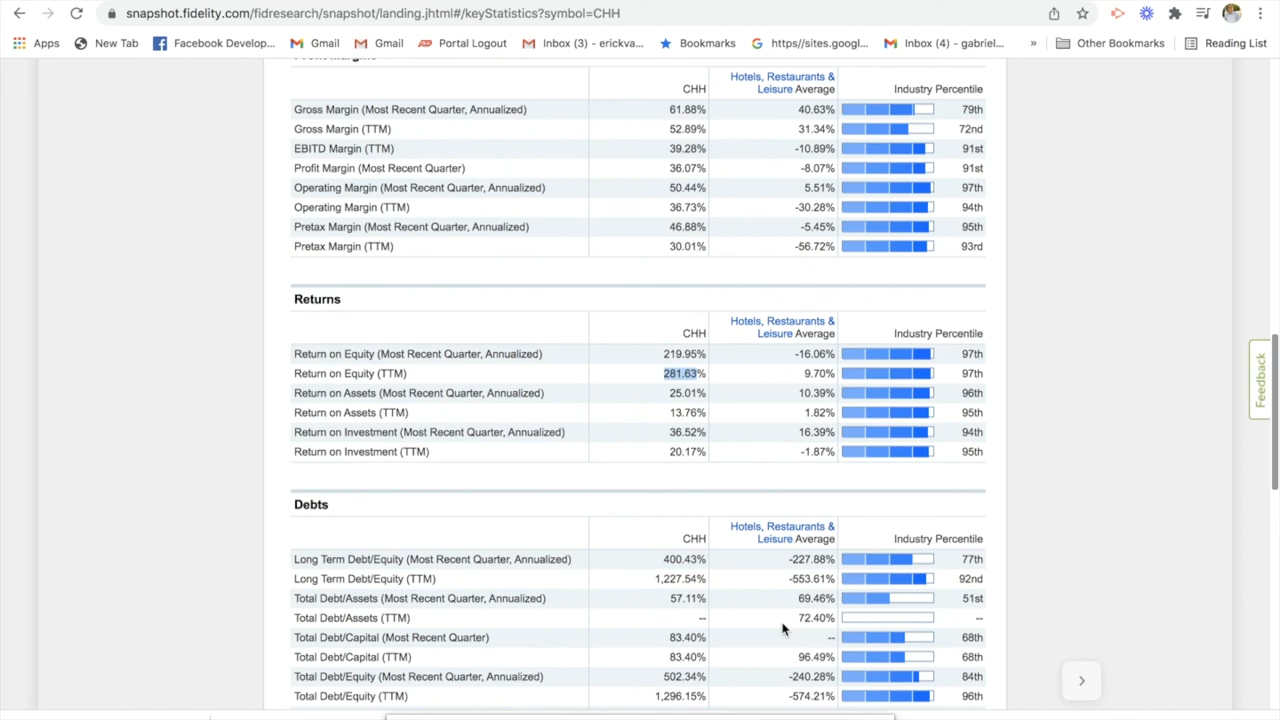 snapshot.fidelity.com/fidresearch/snapshot/landing.jhtml#/keyStatistics?symbol=CHH
Apps New Tab Facebook Develop... Gmail Gmail Portal Logout Inbox (3) - erickva... Bookmarks https//sites.googl... Inbox (4) - gabriel... » Other Bookmarks Reading List
Profit Margins
CHH Hotels, Restaurants & Leisure Average Industry Percentile
Gross Margin (Most Recent Quarter, Annualized) 61.88% 40.63% 79th
Gross Margin (TTM) 52.89% 31.34% 72nd
EBITD Margin (TTM) 39.28% -10.89% 91st
Profit Margin (Most Recent Quarter) 36.07% -8.07% 91st
Operating Margin (Most Recent Quarter, Annualized) 50.44% 5.51% 97th
Operating Margin (TTM) 36.73% -30.28% 94th
Pretax Margin (Most Recent Quarter, Annualized) 46.88% -5.45% 95th
Pretax Margin (TTM) 30.01% -56.72% 93rd
Returns
CHH Hotels, Restaurants & Leisure Average Industry Percentile
Return on Equity (Most Recent Quarter, Annualized) 219.95% -16.06% 97th
Return on Equity (TTM) 281.63% 9.70% 97th
Return on Assets (Most Recent Quarter, Annualized) 25.01% 10.39% 96th
Return on Assets (TTM) 13.76% 1.82% 95th
Return on Investment (Most Recent Quarter, Annualized) 36.52% 16.39% 94th
Return on Investment (TTM) 20.17% -1.87% 95th
Feedback
Debts
CHH Hotels, Restaurants & Leisure Average Industry Percentile
Long Term Debt/Equity (Most Recent Quarter, Annualized) 400.43% -227.88% 77th
Long Term Debt/Equity (TTM) 1,227.54% -553.61% 92nd
Total Debt/Assets (Most Recent Quarter, Annualized) 57.11% 69.46% 51st
Total Debt/Assets (TTM) -- 72.40% --
Total Debt/Capital (Most Recent Quarter) 83.40% -- 68th
Total Debt/Capital (TTM) 83.40% 96.49% 68th
Total Debt/Equity (Most Recent Quarter, Annualized) 502.34% -240.28% 84th
Total Debt/Equity (TTM) 1,296.15% -574.21% 96th